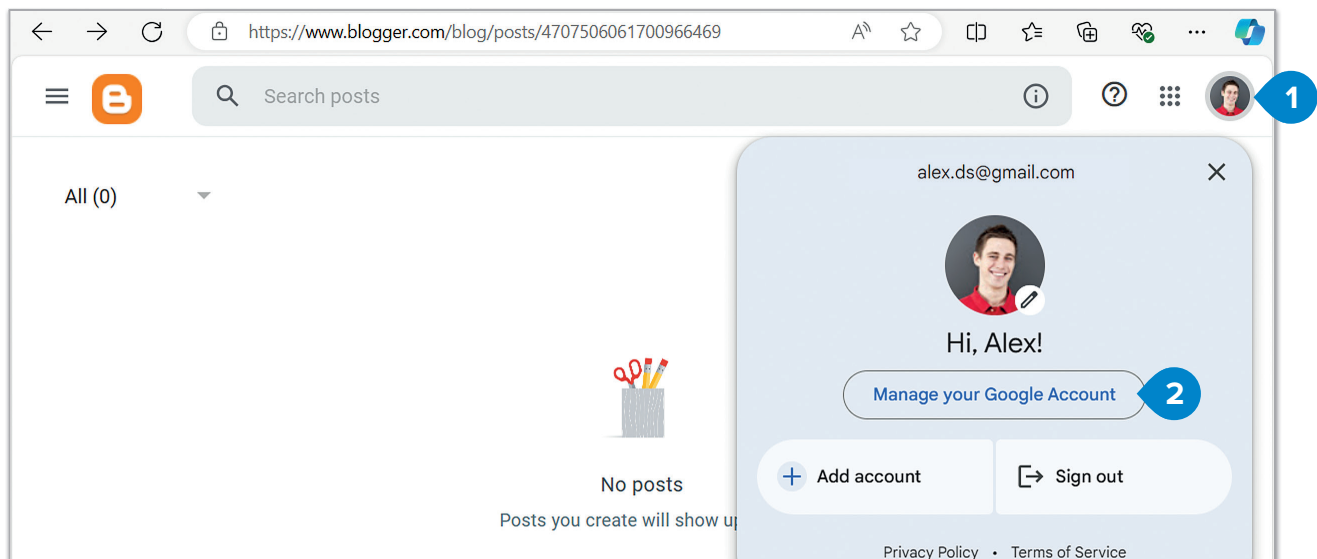 https://www.blogger.com/blog/posts/4707506061700966469
Search posts
1
All (0)
alex.ds@gmail.com
Hi, Alex!
Manage your Google Account
2
Add account
Sign out
No posts
Posts you create will show up
Privacy Policy • Terms of Service